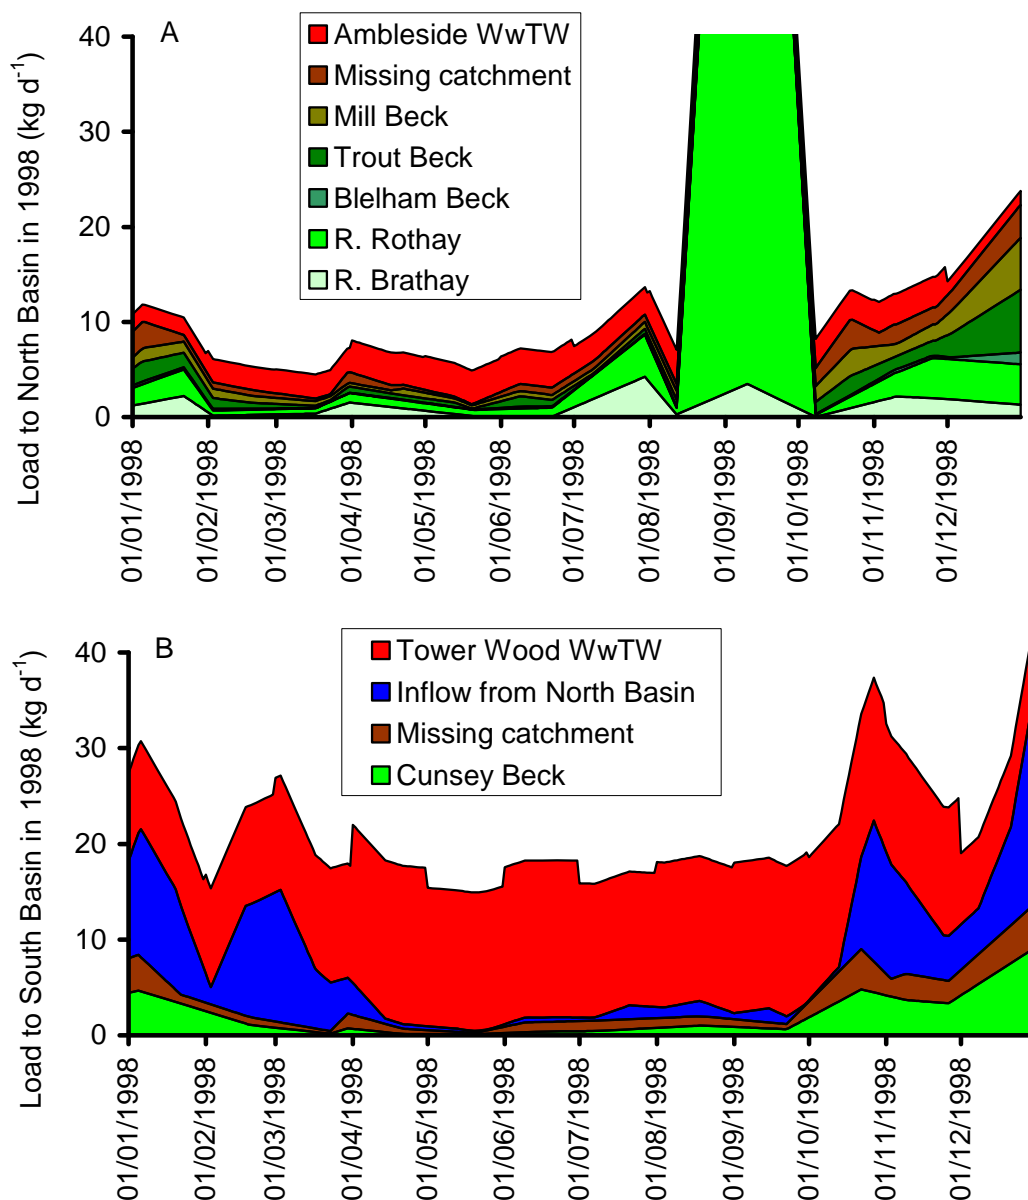 A
Load to North Basin in 1998 (kg d-1)
40
30
20
10
0
Ambleside WwTW
Missing catchment
Mill Beck
Trout Beck
Blelham Beck
R. Rothay
R. Brathay
01/01/1998
01/02/1998
01/03/1998
01/04/1998
01/05/1998
01/06/1998
01/07/1998
01/08/1998
01/09/1998
01/10/1998
01/11/1998
01/12/1998
B
Load to South Basin in 1998 (kg d-1)
40
30
20
10
0
Tower Wood WwTW
Inflow from North Basin
Missing catchment
Cunsey Beck
01/01/1998
01/02/1998
01/03/1998
01/04/1998
01/05/1998
01/06/1998
01/07/1998
01/08/1998
01/09/1998
01/10/1998
01/11/1998
01/12/1998